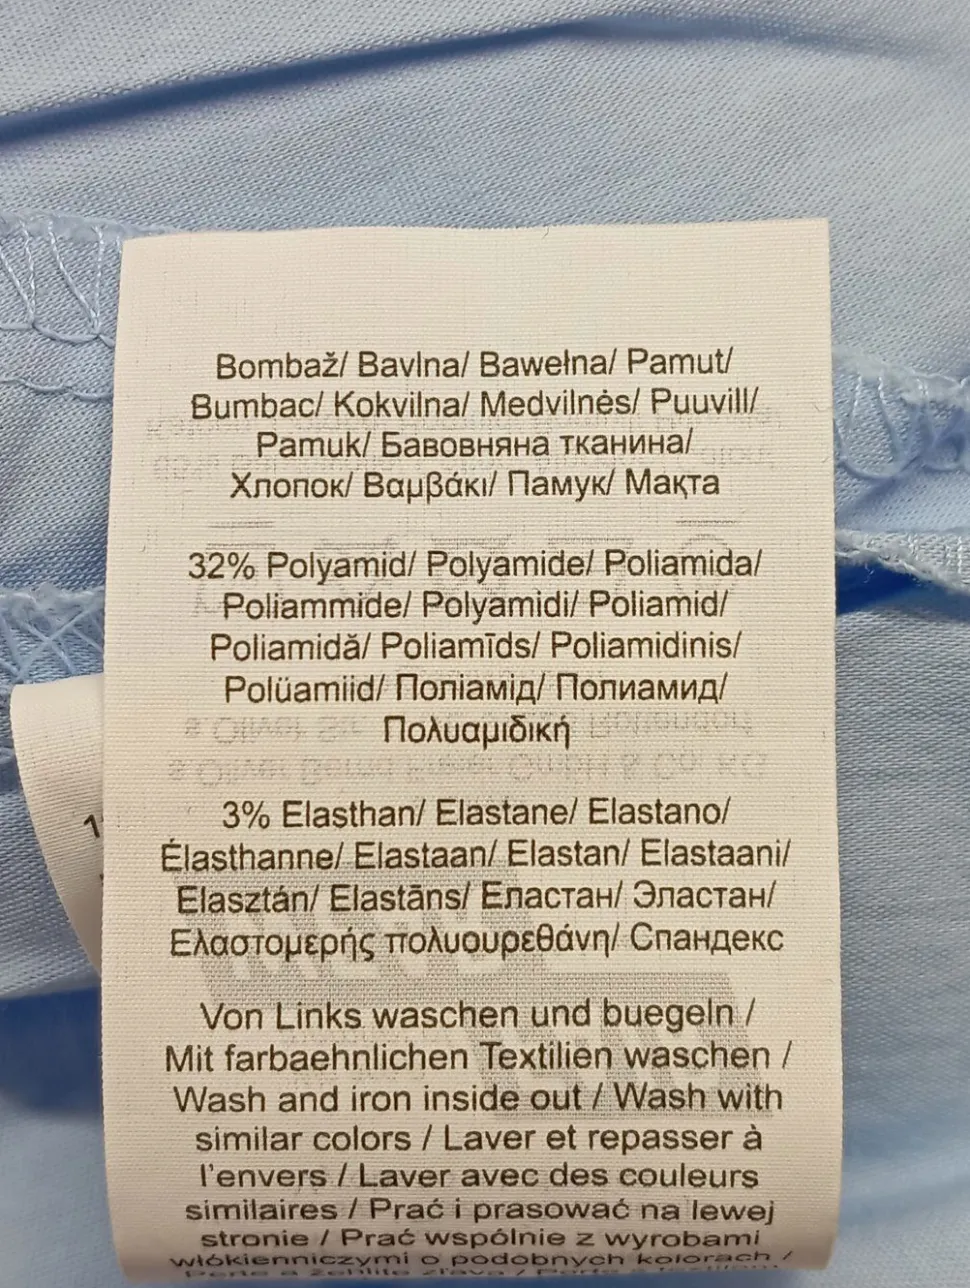 Bombaž/ Bavlna/ Bawełna/ Pamut/
Bumbac/ Kokvilna/ Medvilnės/ Puuvill/
Pamuk/ Бавовняна тканина/
Хлопок/ Βαμβάκι/ Памук/ Мақта
32% Polyamid/ Polyamide/ Poliamida/
Poliammide/ Polyamidi/ Poliamid/
Poliamidă/ Poliamīds/ Poliamidinis/
Polüamiid/ Поліамід/ Полиамид/
Πολυαμιδική
3% Elasthan/ Elastane/ Elastano/
Élasthanne/ Elastaan/ Elastan/ Elastaani/
Elasztán/ Elastāns/ Еластан/ Эластан/
Ελαστομερής πολυουρεθάνη/ Спандекс
Von Links waschen und buegeln /
Mit farbaehnlichen Textilien waschen /
Wash and iron inside out / Wash with
similar colors / Laver et repasser à
l'envers / Laver avec des couleurs
similaires / Prać i prasować na lewej
stronie / Prać wspólnie z wyrobami
włókienniczymi o podobnych kolorach /